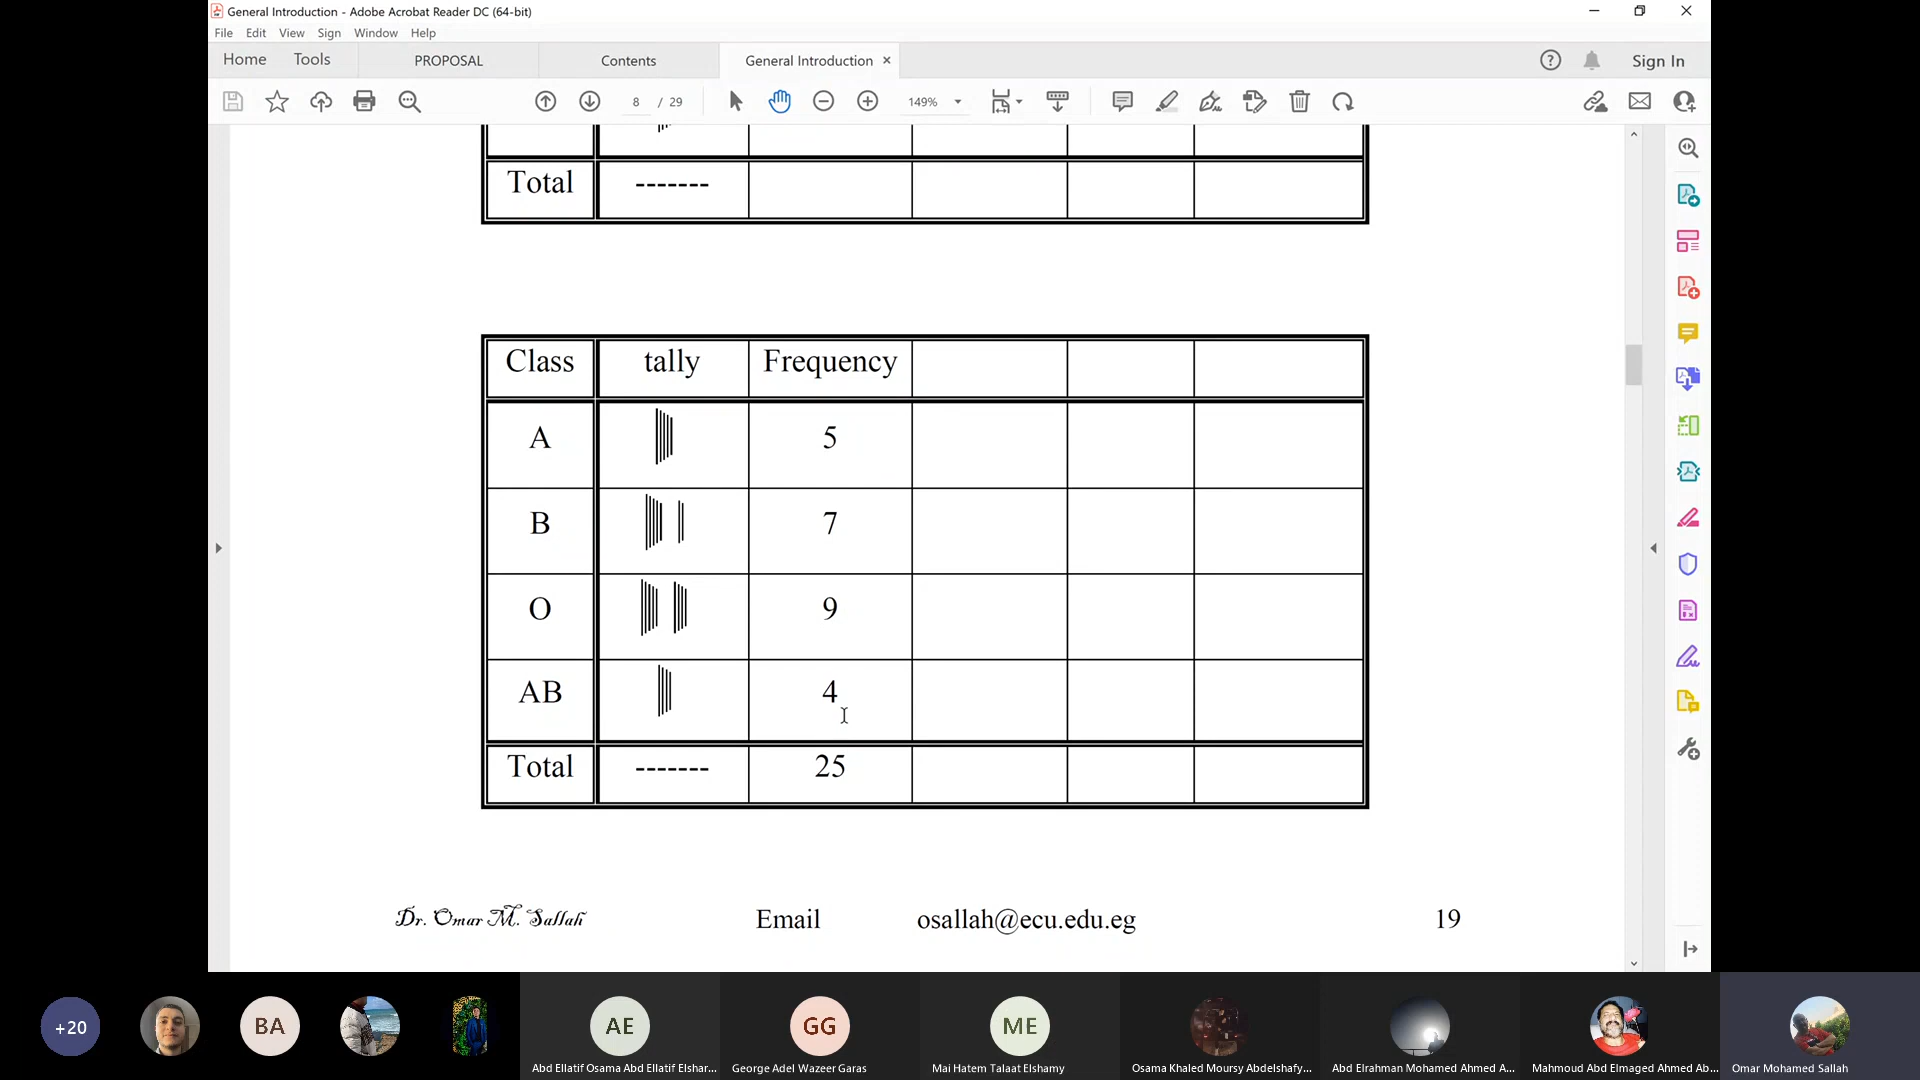 General Introduction - Adobe Acrobat Reader DC (64-bit)
File Edit View Sign Window Help
Home Tools PROPOSAL Contents General Introduction × Sign In
8 / 29 149%
Total -------
Class tally Frequency
A 5
B 7
O 9
AB 4
Total ------- 25
Dr. Omar M. Sallah Email osallah@ecu.edu.eg 19
+20 BA AE GG ME
Abd Ellatif Osama Abd Ellatif Elshar... George Adel Wazeer Garas Mai Hatem Talaat Elshamy Osama Khaled Moursy Abdelshafy... Abd Elrahman Mohamed Ahmed A... Mahmoud Abd Elmaged Ahmed Ab... Omar Mohamed Sallah